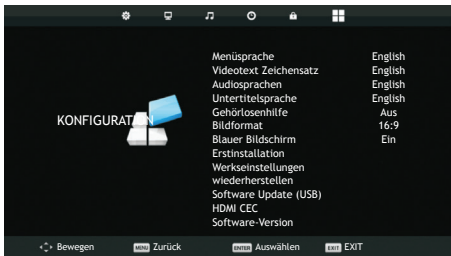 KONFIGURATION
Menüsprache English
Videotext Zeichensatz English
Audiosprachen English
Untertitelsprache English
Gehörlosenhilfe Aus
Bildformat 16:9
Blauer Bildschirm Ein
Erstinstallation
Werkseinstellungen
wiederherstellen
Software Update (USB)
HDMI CEC
Software-Version
Bewegen MENU Zurück ENTER Auswählen EXIT EXIT